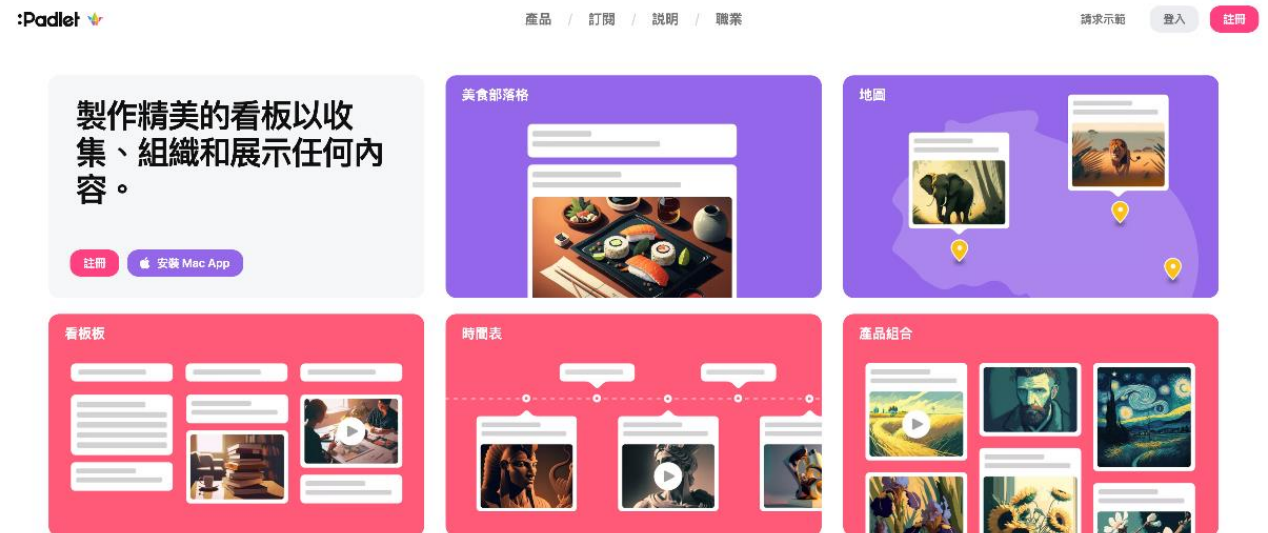 :Padlet
產品 / 訂閱 / 説明 / 職業
請求示範
登入
註冊
製作精美的看板以收
集、組織和展示任何內
容。
註冊
安裝 Mac App
美食部落格
地圖
看板板
時間表
產品組合